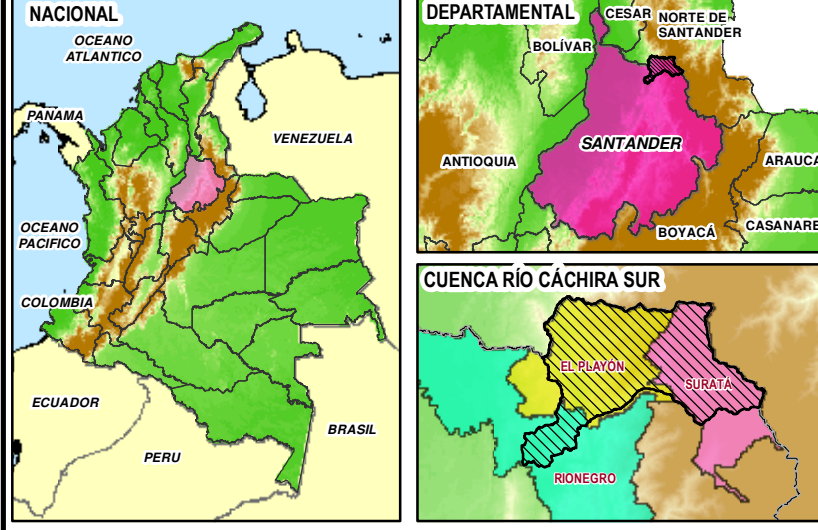 NACIONAL
OCEANO
ATLANTICO
PANAMA
VENEZUELA
OCEANO
PACIFICO
COLOMBIA
ECUADOR
PERU
BRASIL
DEPARTAMENTAL
CESAR
NORTE DE
SANTANDER
BOLÍVAR
SANTANDER
ANTIOQUIA
ARAUCA
BOYACÁ
CASANARE
CUENCA RÍO CÁCHIRA SUR
EL PLAYÓN
SURATÁ
RIONEGRO